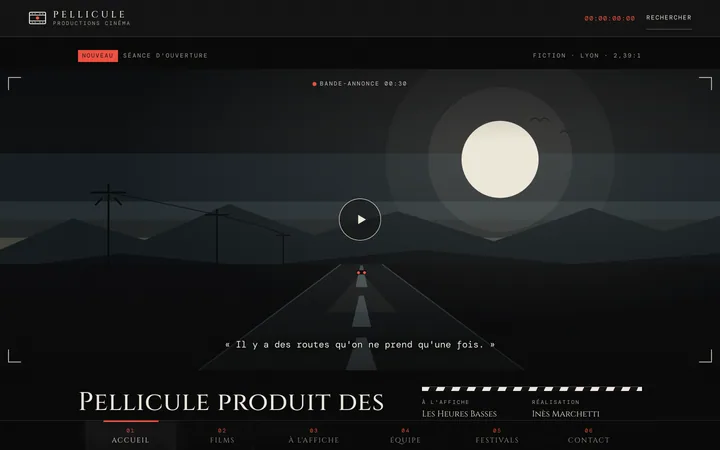 PELLICULE
PRODUCTIONS CINÉMA
00:00:00:00
RECHERCHER
NOUVEAU SÉANCE D'OUVERTURE
FICTION · LYON · 2,39:1
BANDE-ANNONCE 00:30
« Il y a des routes qu'on ne prend qu'une fois. »
PELLICULE PRODUIT DES
À L'AFFICHE
LES HEURES BASSES
RÉALISATION
INÈS MARCHETTI
01
ACCUEIL
02
FILMS
03
À L'AFFICHE
04
ÉQUIPE
05
FESTIVALS
06
CONTACT